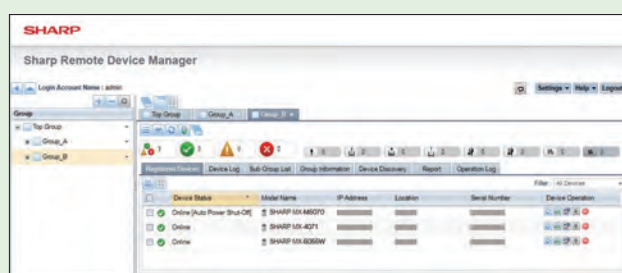 SHARP
Sharp Remote Device Manager
Login Account Name : admin
Settings Help Logout
Group
Top Group
Group_A
Group_B
Top Group Group_A Group_B
Registered Devices Device Log Sub-Group List Group Information Device Discovery Report Operation Log
Filter : All Devices
Device Status Model Name IP Address Location Serial Number Device Operation
Online [Auto Power Shut-Off] SHARP MX-M5070
Online SHARP MX-4071
Online SHARP MX-B355W